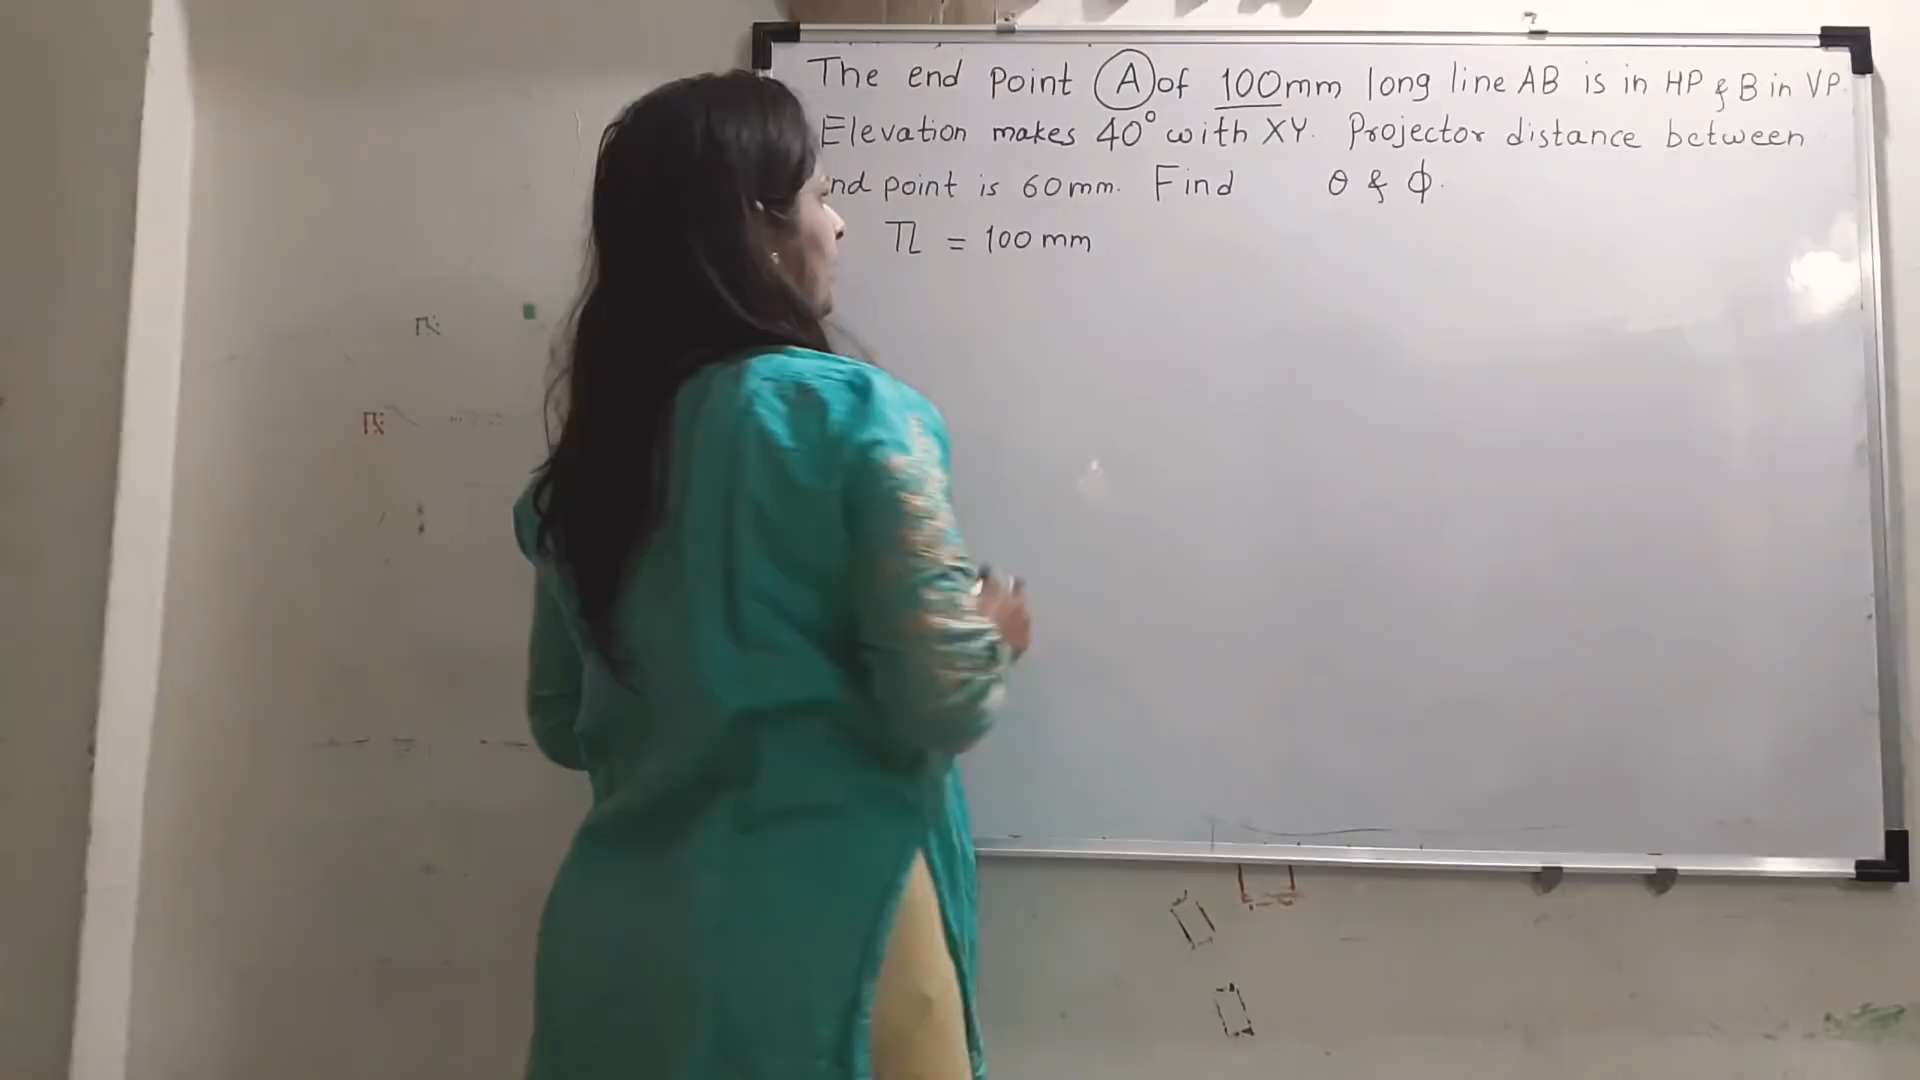 The end point A of 100mm long line AB is in HP & B in VP.
Elevation makes 40° with XY. Projector distance between
nd point is 60mm. Find θ & ϕ.
TL = 100 mm